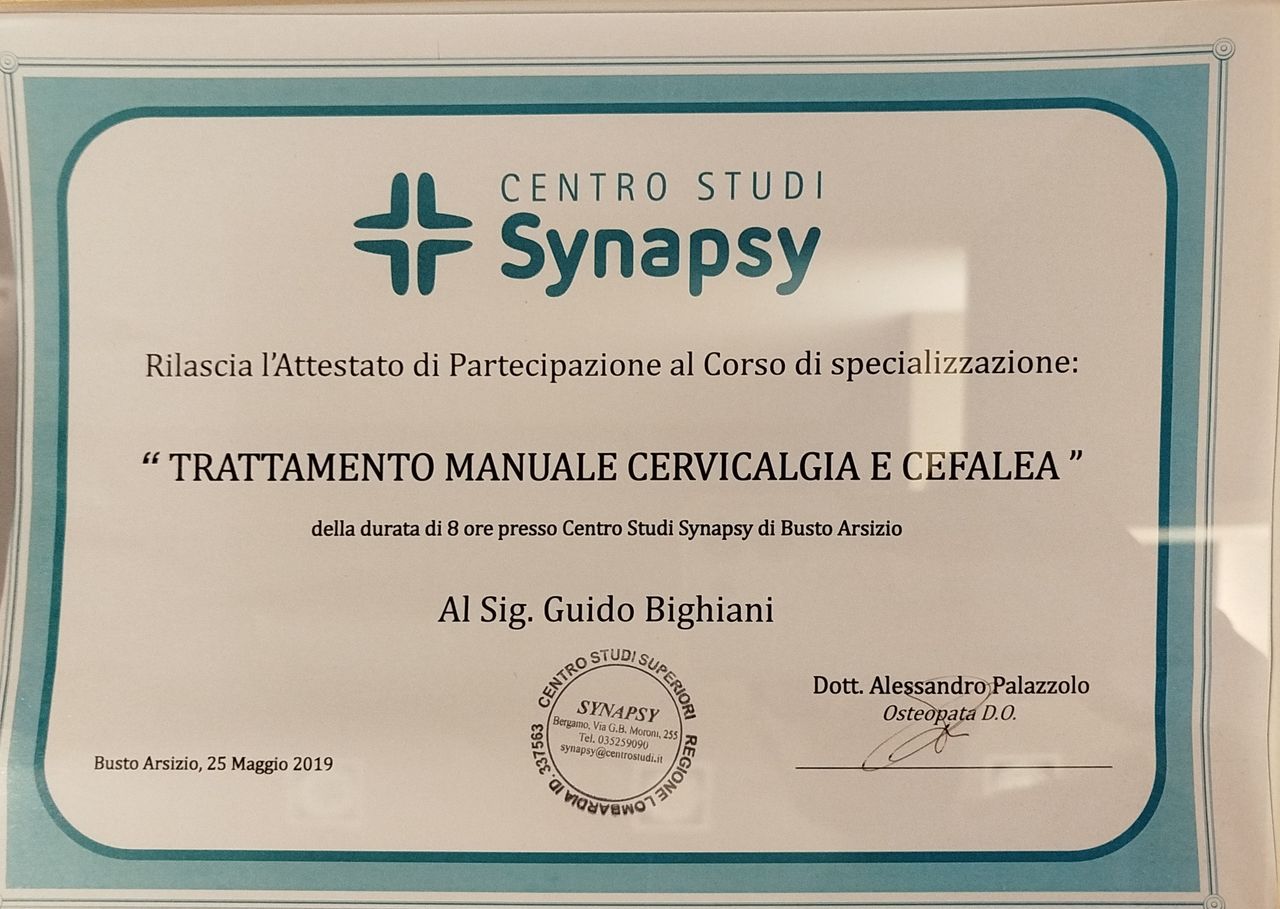 CENTRO STUDI
Synapsy
Rilascia l'Attestato di Partecipazione al Corso di specializzazione:
“ TRATTAMENTO MANUALE CERVICALGIA E CEFALEA ”
della durata di 8 ore presso Centro Studi Synapsy di Busto Arsizio
Al Sig. Guido Bighiani
CENTRO STUDI SUPERIORI REGIONE LOMBARDIA ID. 337563
SYNAPSY
Bergamo, Via G.B. Moroni, 255
Tel. 035259090
synapsy@centrostudi.it
Dott. Alessandro Palazzolo
Osteopata D.O.
Busto Arsizio, 25 Maggio 2019